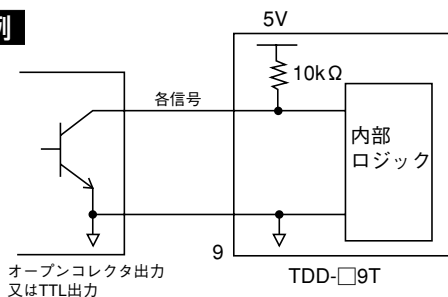 例
5V
10kΩ
各信号
内部
ロジック
9
オープンコレクタ出力
又はTTL出力
TDD-□9T